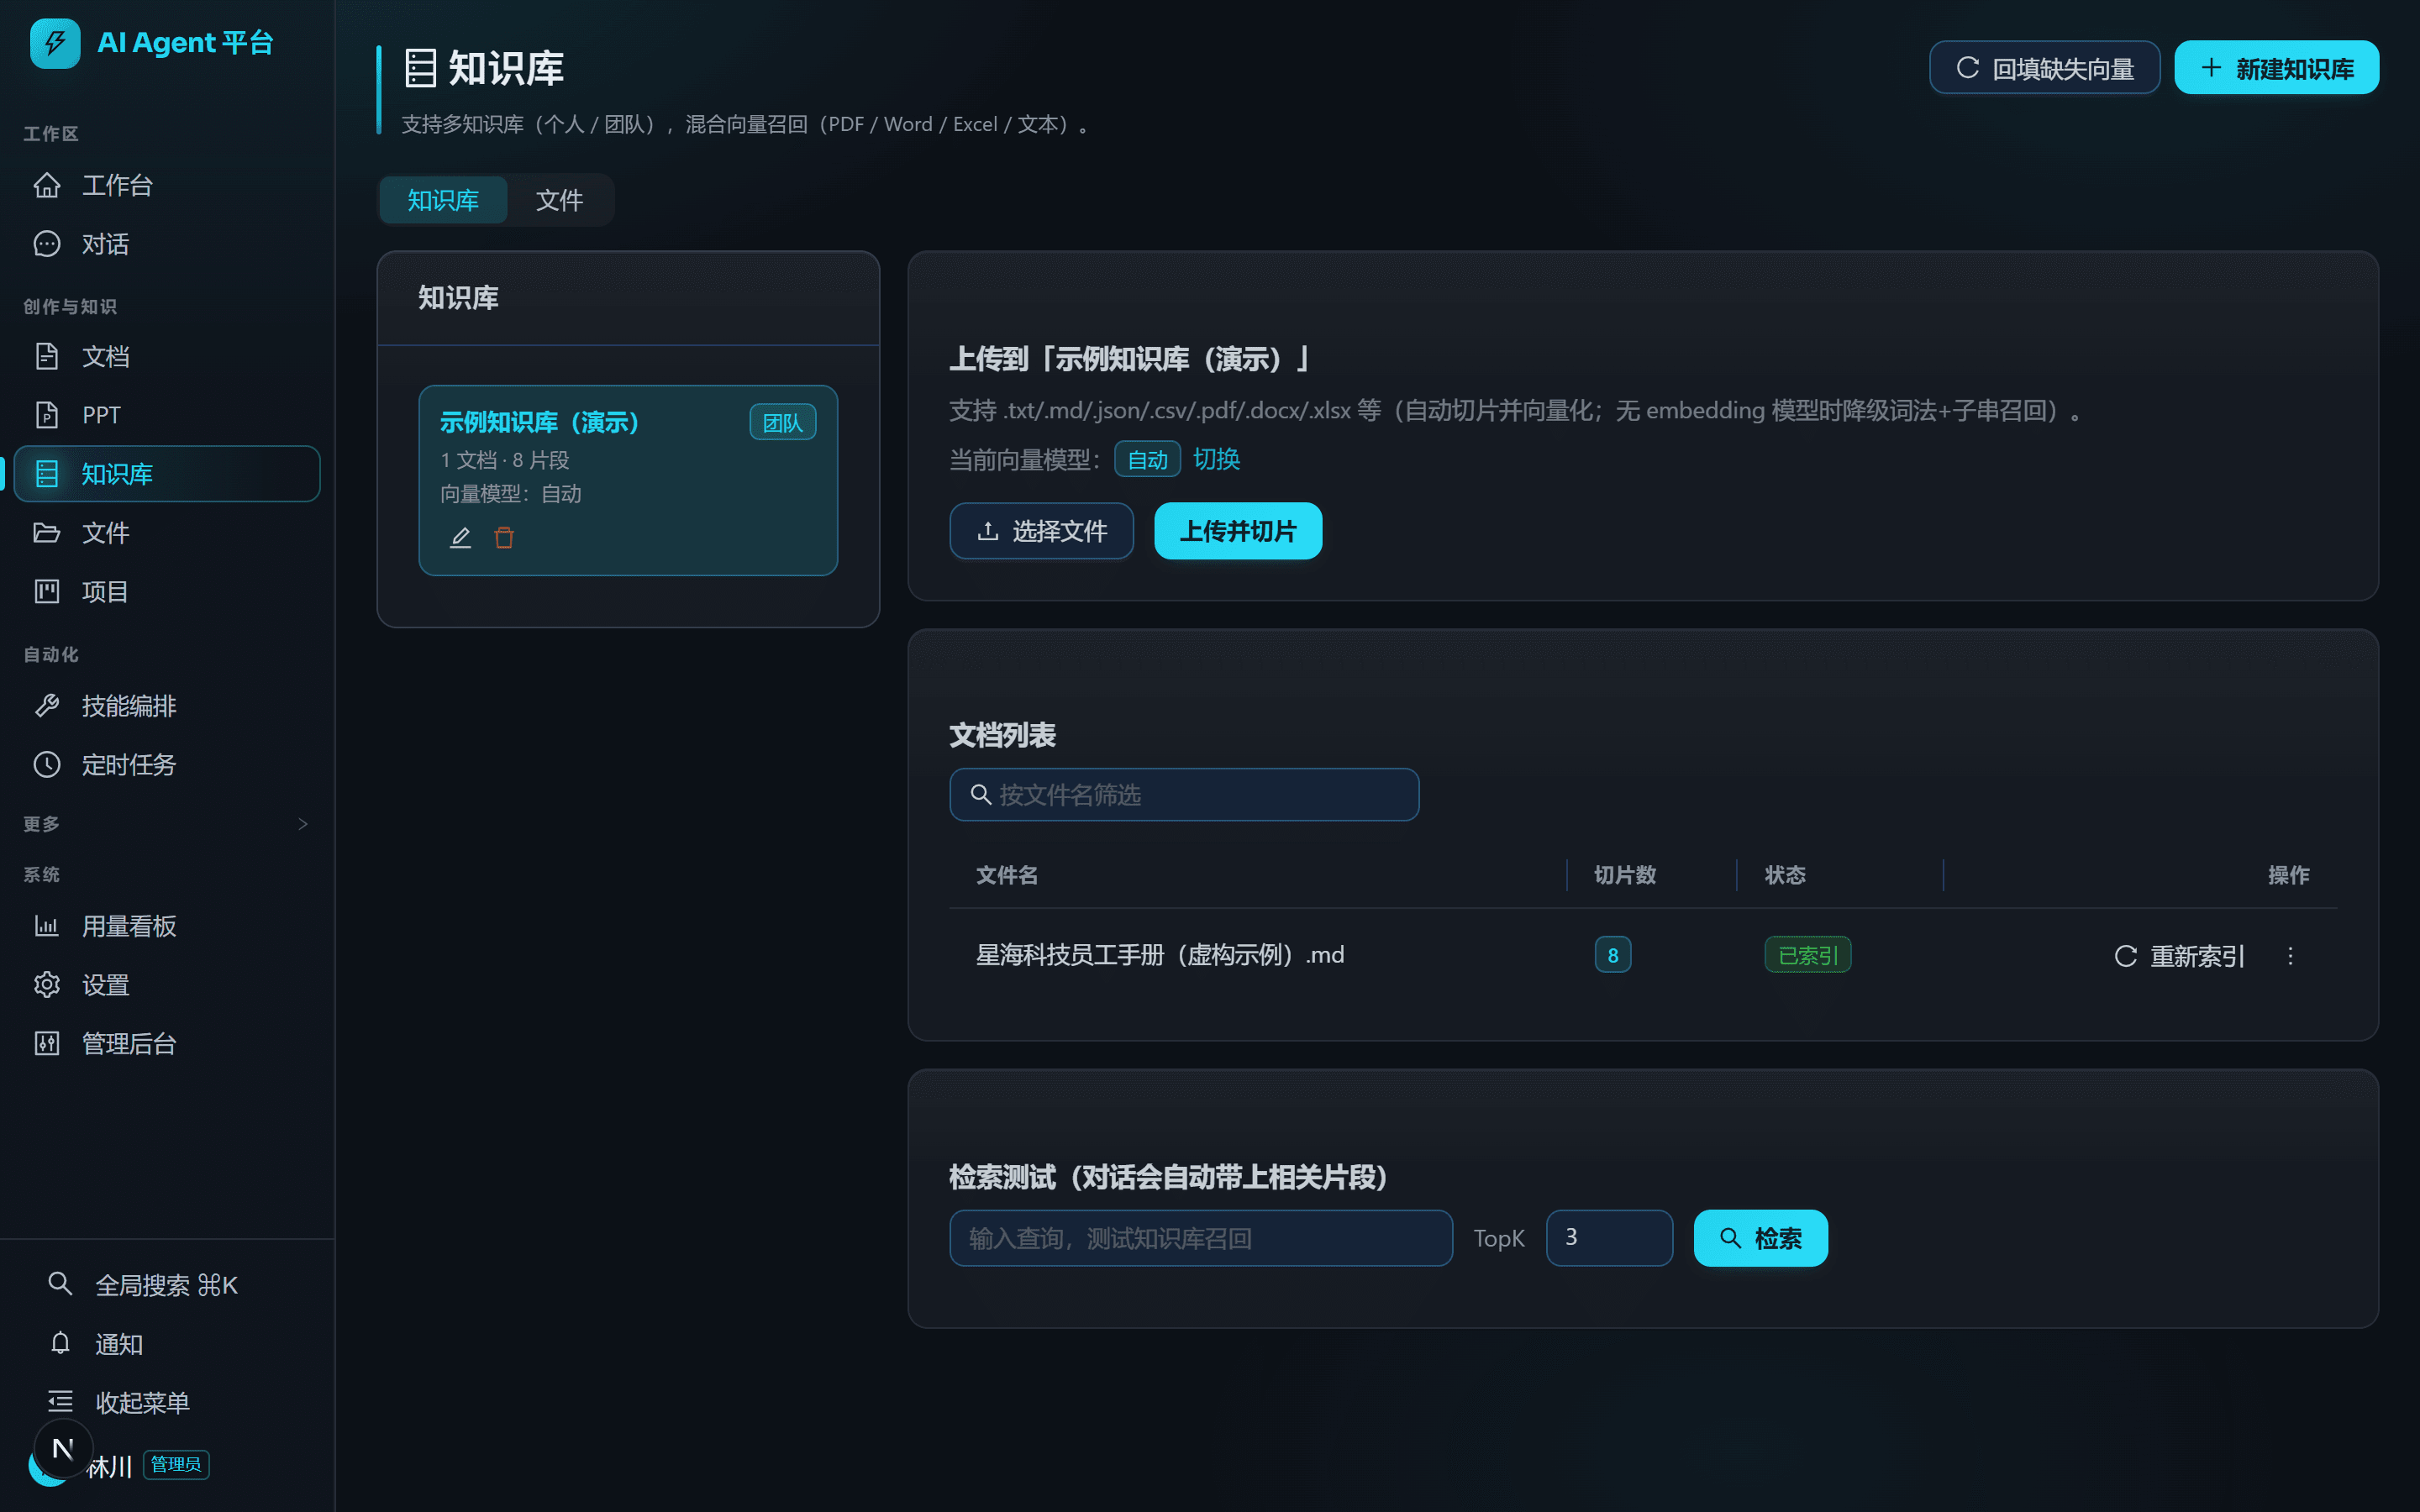 AI Agent 平台
工作区
工作台
对话
创作与知识
文档
PPT
知识库
文件
项目
自动化
技能编排
定时任务
更多
系统
用量看板
设置
管理后台
全局搜索 ⌘K
通知
收起菜单
N
林川 管理员
知识库
支持多知识库（个人 / 团队），混合向量召回（PDF / Word / Excel / 文本）。
回填缺失向量
新建知识库
知识库 文件
知识库
示例知识库（演示） 团队
1 文档 · 8 片段
向量模型：自动
上传到「示例知识库（演示）」
支持 .txt/.md/.json/.csv/.pdf/.docx/.xlsx 等（自动切片并向量化；无 embedding 模型时降级词法+子串召回）。
当前向量模型： 自动 切换
选择文件 上传并切片
文档列表
按文件名筛选
文件名 切片数 状态 操作
星海科技员工手册（虚构示例）.md 8 已索引 重新索引
检索测试（对话会自动带上相关片段）
输入查询，测试知识库召回 TopK 3 检索